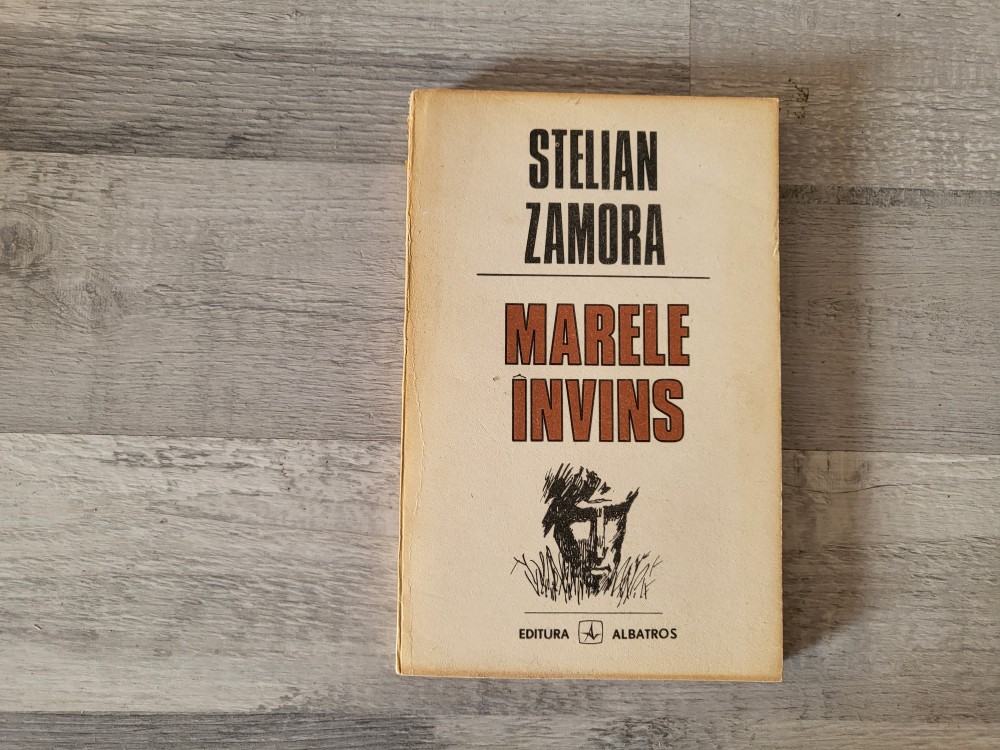 STELIAN
ZAMORA
MARELE
ÎNVINS
EDITURA ALBATROS